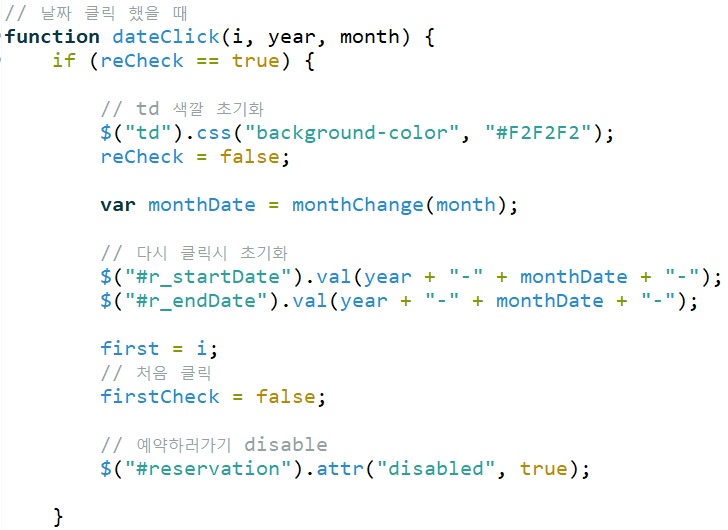 // 날짜 클릭 했을 때
function dateClick(i, year, month) {
    if (reCheck == true) {

        // td 색깔 초기화
        $("td").css("background-color", "#F2F2F2");
        reCheck = false;

        var monthDate = monthChange(month);

        // 다시 클릭시 초기화
        $("#r_startDate").val(year + "-" + monthDate + "-");
        $("#r_endDate").val(year + "-" + monthDate + "-");

        first = i;
        // 처음 클릭
        firstCheck = false;

        // 예약하러가기 disable
        $("#reservation").attr("disabled", true);

    }